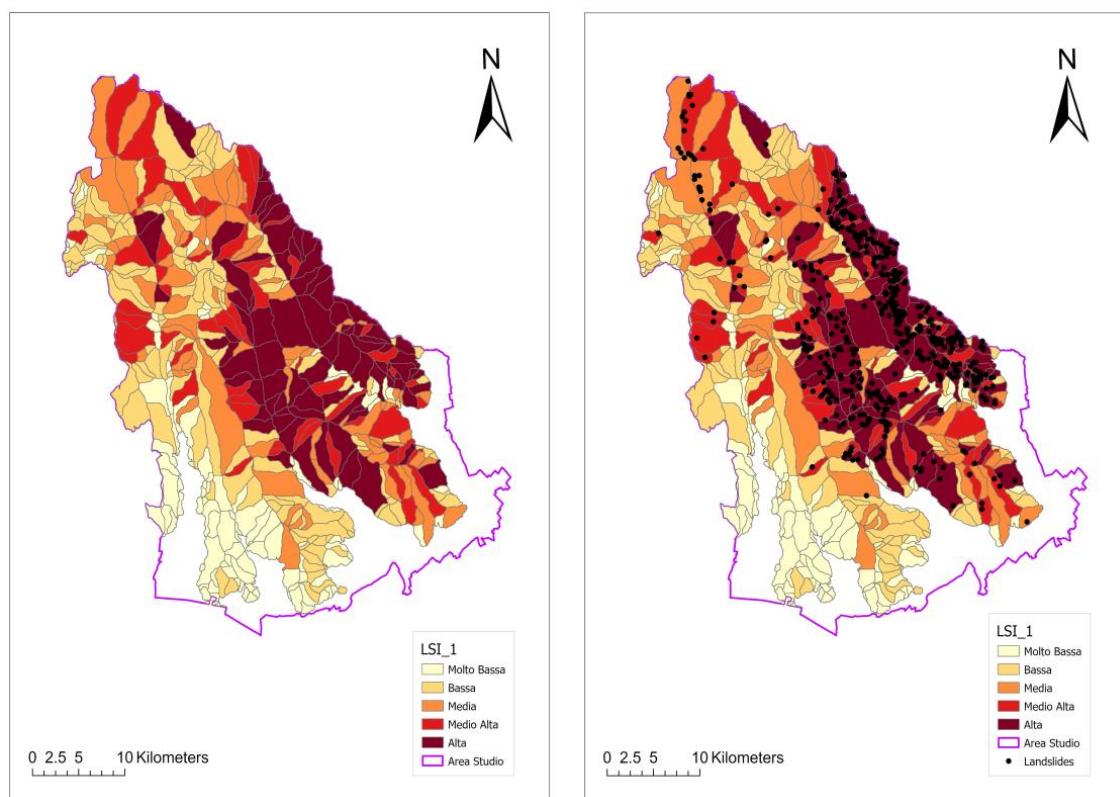 N
LSI_1
Molto Bassa
Bassa
Media
Medio Alta
Alta
Area Studio
0 2.5 5 10 Kilometers
N
LSI_1
Molto Bassa
Bassa
Media
Medio Alta
Alta
Area Studio
Landslides
0 2.5 5 10 Kilometers